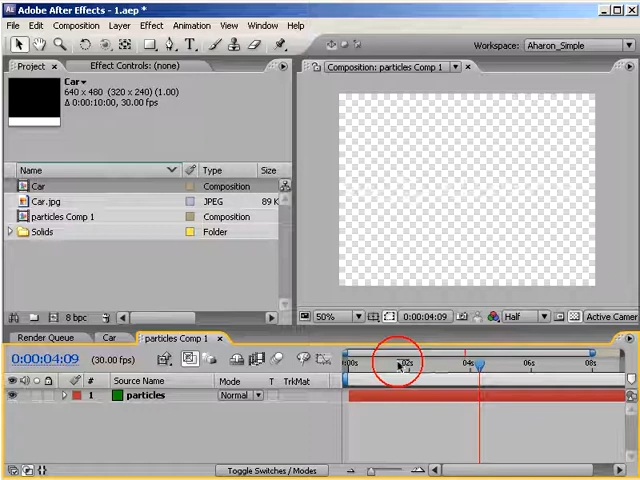 Adobe After Effects - 1.aep *
File Edit Composition Layer Effect Animation View Window Help
Workspace: Aharon_Simple
Project × Effect Controls: (none)
Composition: particles Comp 1
Car
640 x 480 (320 x 240) (1.00)
Δ 0:00:10:00, 30.00 fps
Name Type Size
Car Composition
Car.jpg JPEG 89 K
particles Comp 1 Composition
Solids Folder
8 bpc
50% 0:00:04:09 Half Active Camer
Render Queue Car particles Comp 1 ×
0:00:04:09 (30.00 fps)
:00s 02s 04s 06s 08s
# Source Name Mode T TrkMat
1 particles Normal
Toggle Switches / Modes